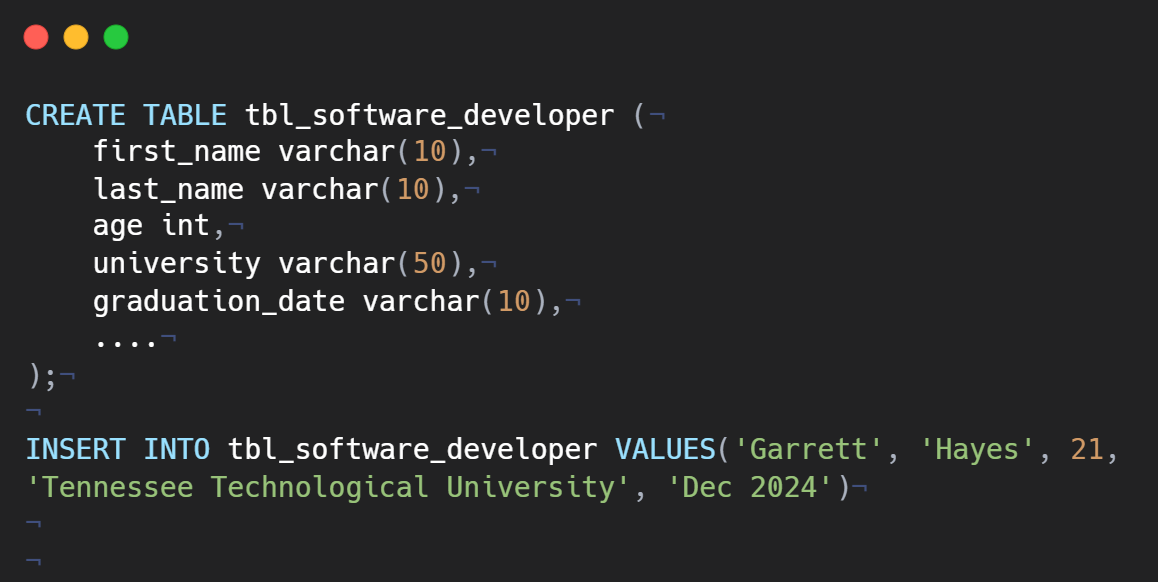 CREATE TABLE tbl_software_developer (¬
    first_name varchar(10),¬
    last_name varchar(10),¬
    age int,¬
    university varchar(50),¬
    graduation_date varchar(10),¬
    ....¬
);¬
¬
INSERT INTO tbl_software_developer VALUES('Garrett', 'Hayes', 21,
'Tennessee Technological University', 'Dec 2024')¬
¬
¬